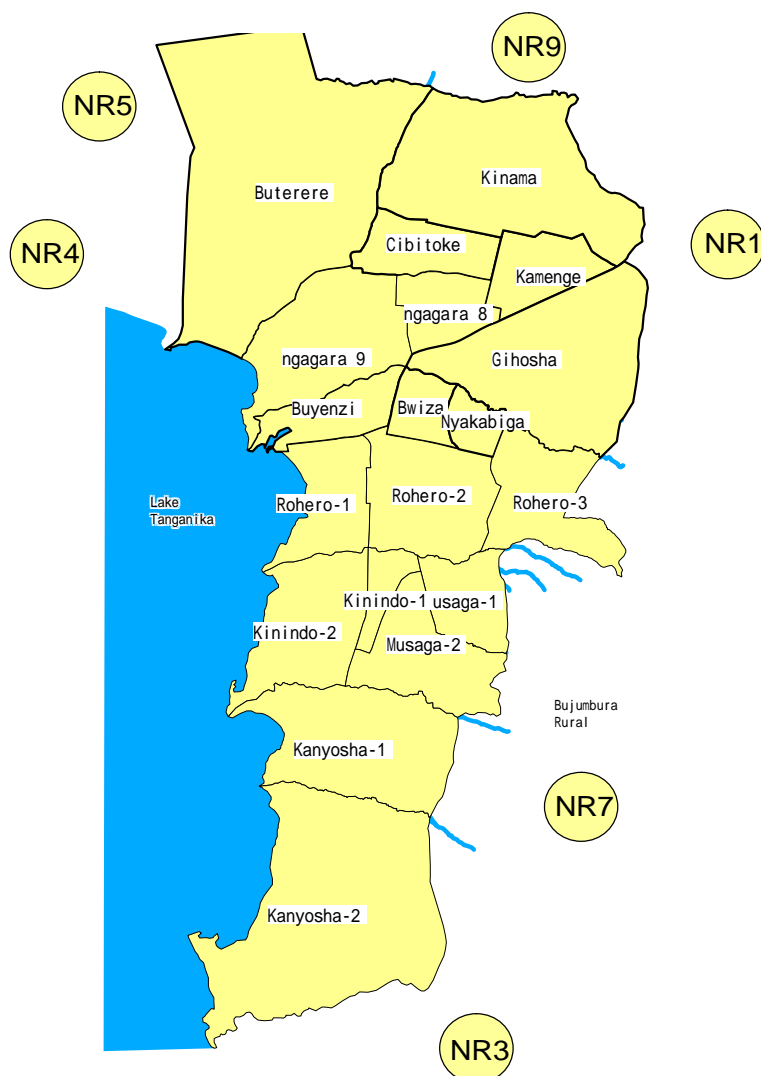 NR9
NR5
Kinama
Buterere
NR1
Cibitoke
NR4
Kamenge
ngagara 8
ngagara 9
Gihosha
Buyenzi
Bwiza
Nyakabiga
Rohero-1
Rohero-2
Rohero-3
Lake
Tanganika
Kinindo-1
usaga-1
Kinindo-2
Musaga-2
Bujumbura
Rural
Kanyosha-1
NR7
Kanyosha-2
NR3